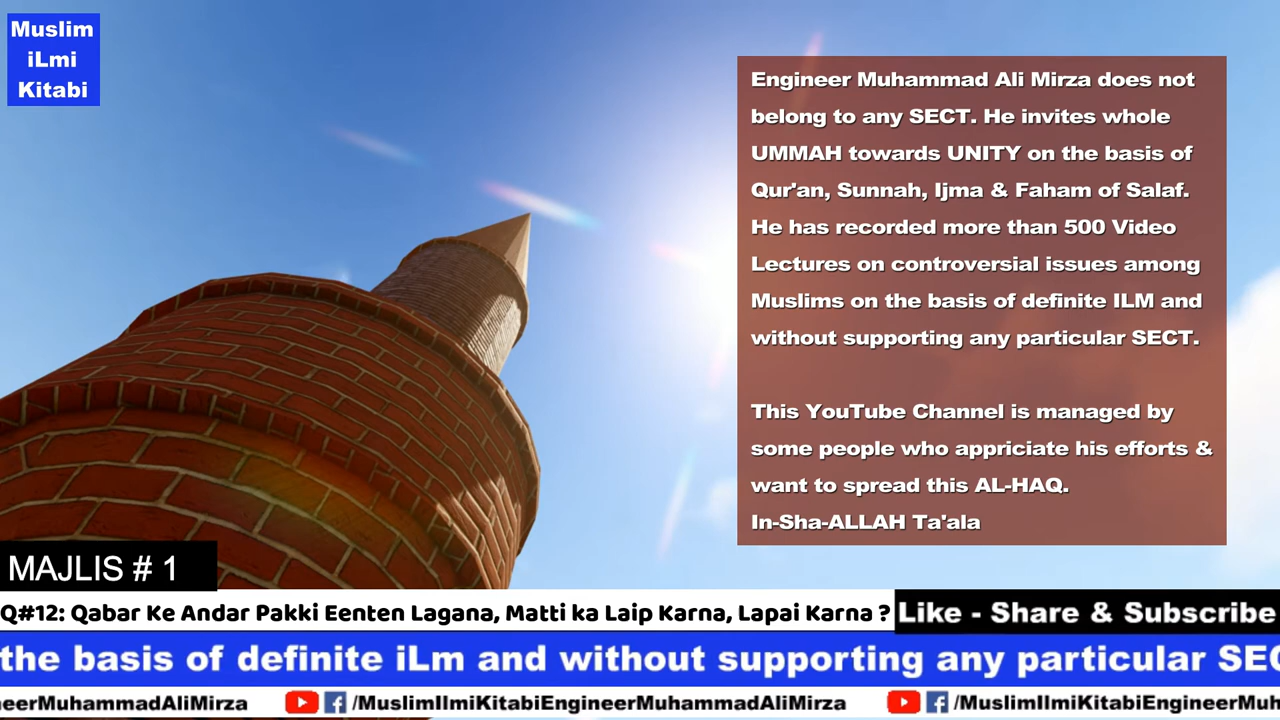 Muslim
iLmi
Kitabi
Engineer Muhammad Ali Mirza does not
belong to any SECT. He invites whole
UMMAH towards UNITY on the basis of
Qur'an, Sunnah, Ijma & Faham of Salaf.
He has recorded more than 500 Video
Lectures on controversial issues among
Muslims on the basis of definite ILM and
without supporting any particular SECT.
This YouTube Channel is managed by
some people who appriciate his efforts &
want to spread this AL-HAQ.
In-Sha-ALLAH Ta'ala
MAJLIS # 1
Q#12: Qabar Ke Andar Pakki Eenten Lagana, Matti ka Laip Karna, Lapai Karna ?
Like - Share & Subscribe
the basis of definite iLm and without supporting any particular SEC
eerMuhammadAliMirza /MuslimIlmiKitabiEngineerMuhammadAliMirza /MuslimIlmiKitabiEngineerMuh